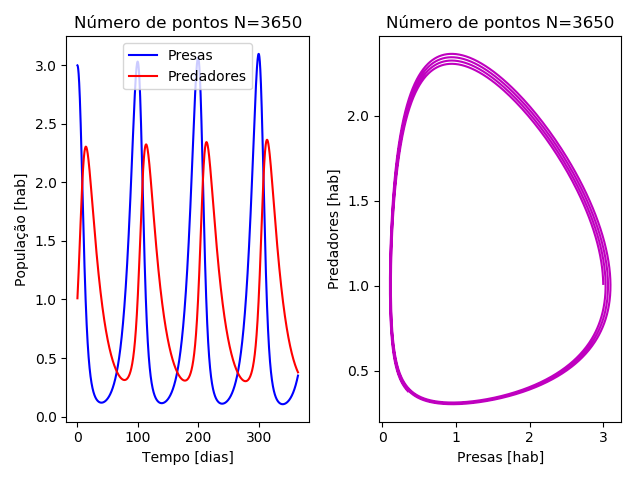 Número de pontos N=3650
Presas
Predadores
População [hab]
3.0
2.5
2.0
1.5
1.0
0.5
0.0
0
100
200
300
Tempo [dias]
Número de pontos N=3650
Predadores [hab]
2.0
1.5
1.0
0.5
0
1
2
3
Presas [hab]